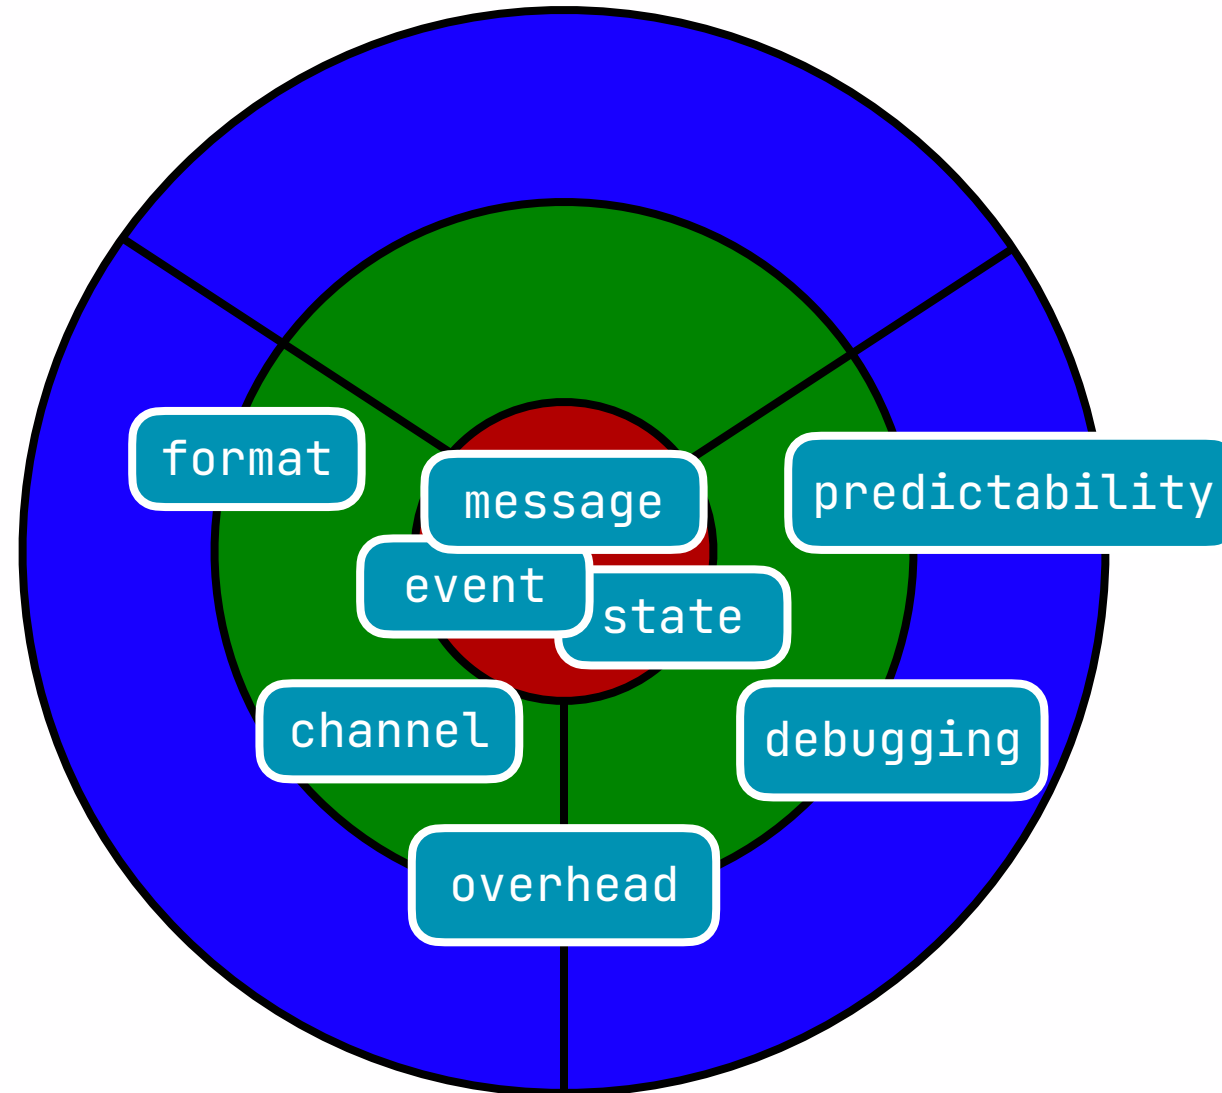 format
predictability
message
event
state
channel
debugging
overhead